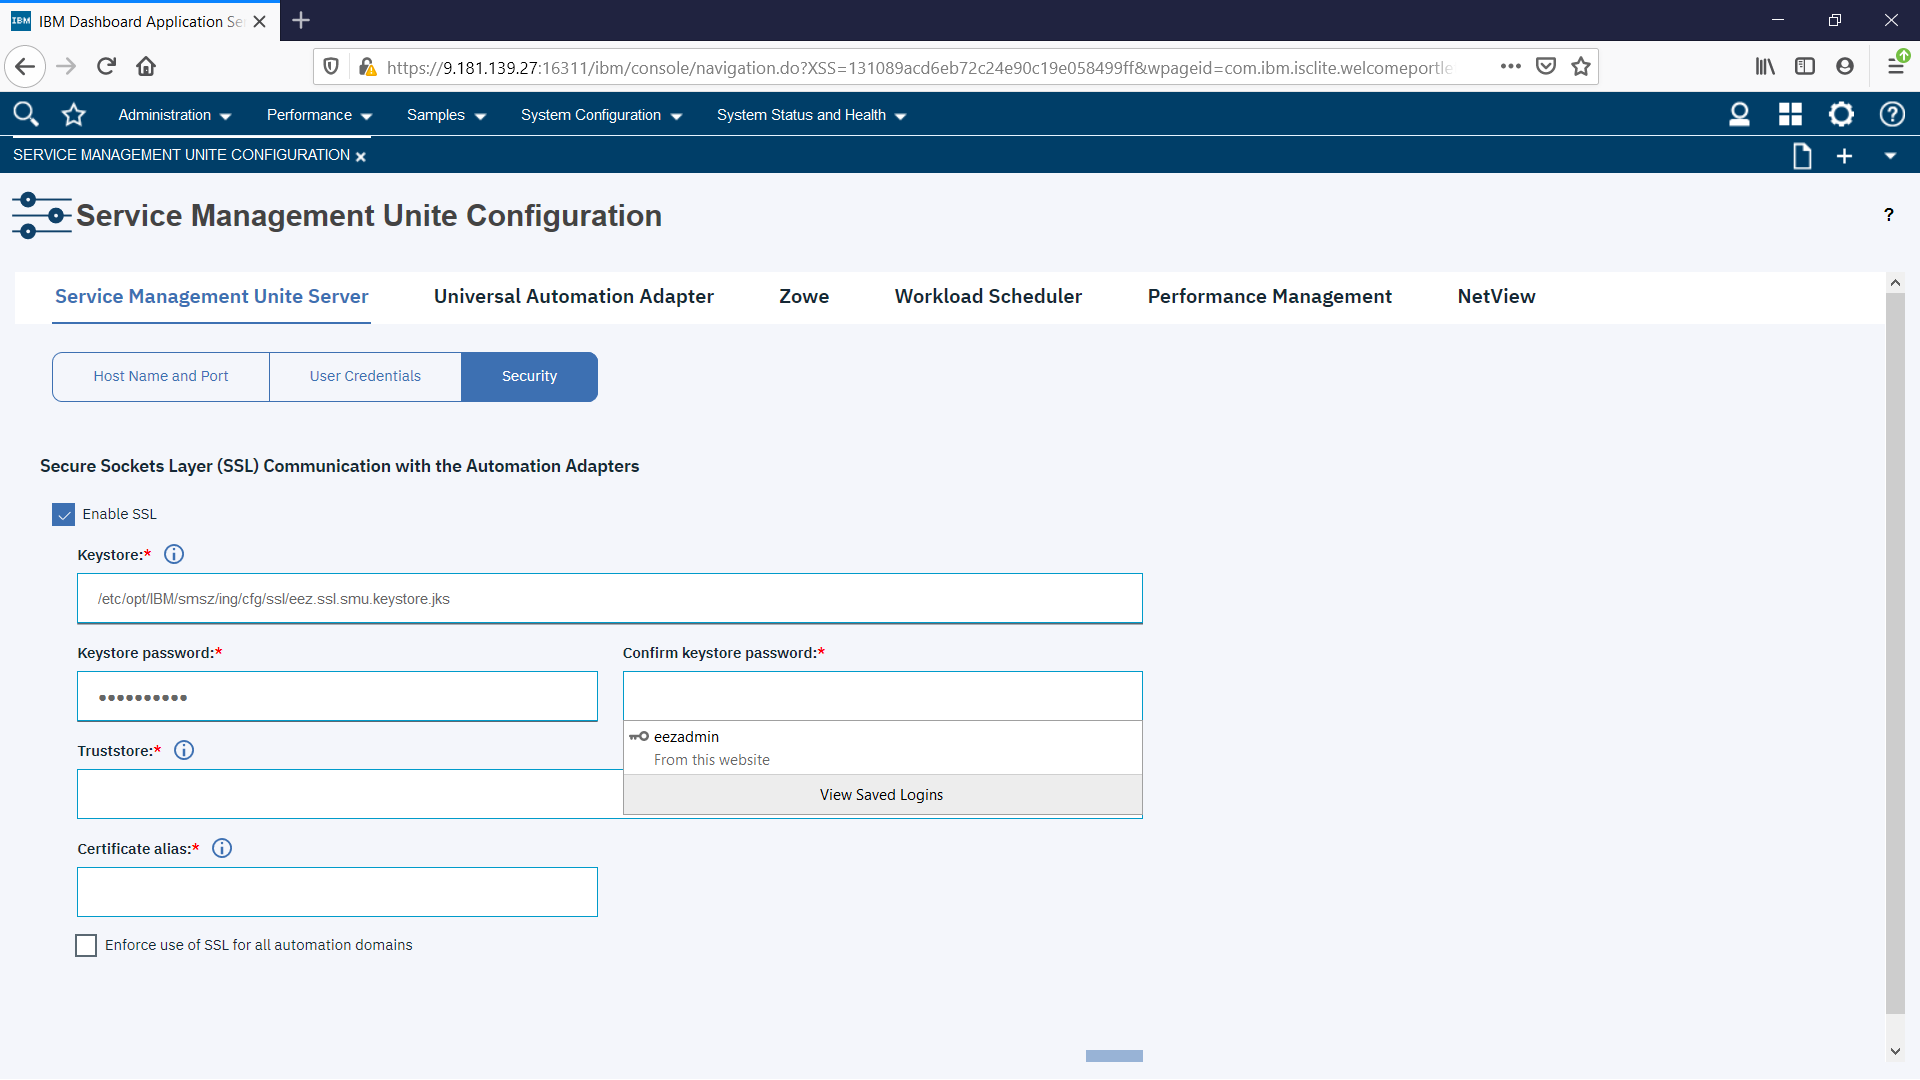 IBM Dashboard Application Se
https://9.181.139.27:16311/ibm/console/navigation.do?XSS=131089acd6eb72c24e90c19e058499ff&wpageid=com.ibm.isclite.welcomeportle
Administration Performance Samples System Configuration System Status and Health
SERVICE MANAGEMENT UNITE CONFIGURATION
Service Management Unite Configuration
?
Service Management Unite Server Universal Automation Adapter Zowe Workload Scheduler Performance Management NetView
Host Name and Port User Credentials Security
Secure Sockets Layer (SSL) Communication with the Automation Adapters
Enable SSL
Keystore:*
/etc/opt/IBM/smsz/ing/cfg/ssl/eez.ssl.smu.keystore.jks
Keystore password:* Confirm keystore password:*
••••••••••
eezadmin
From this website
Truststore:*
View Saved Logins
Certificate alias:*
Enforce use of SSL for all automation domains